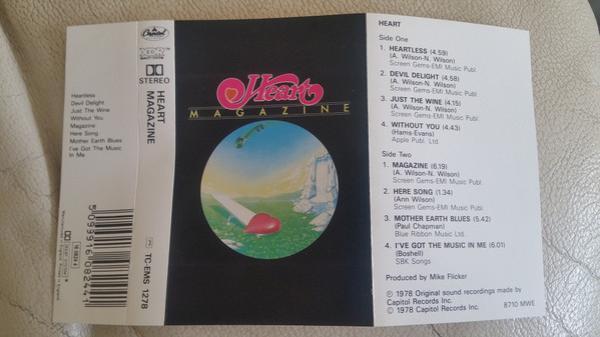 Heartless
Devil Delight
Just The Wine
Without You
Magazine
Here Song
Mother Earth Blues
I've Got The Music
In Me
5099916082441
Capitol
STEREO
HEART
MAGAZINE
TC-EMS 1278
Heart
MAGAZINE
HEART
Side One
1. HEARTLESS (4.59)
(A. Wilson-N. Wilson)
Screen Gems-EMI Music Publ.
2. DEVIL DELIGHT (4.58)
(A. Wilson-N. Wilson)
Screen Gems-EMI Music Publ.
3. JUST THE WINE (4.15)
(A. Wilson-N. Wilson)
Screen Gems-EMI Music Publ.
4. WITHOUT YOU (4.43)
(Hams-Evans)
Apple Publ. Ltd
Side Two
1. MAGAZINE (6.19)
(A. Wilson-N. Wilson)
Screen Gems-EMI Music Publ.
2. HERE SONG (1.34)
(Ann Wilson)
Screen Gems-EMI Music Publ.
3. MOTHER EARTH BLUES (5.42)
(Paul Chapman)
Blue Ribbon Music Ltd.
4. I'VE GOT THE MUSIC IN ME (6.01)
(Boshell)
SBK Songs
Produced by Mike Flicker
℗ 1978 Original sound recordings made by
Capitol Records Inc.
© 1978 Capitol Records Inc.
8710 MWE